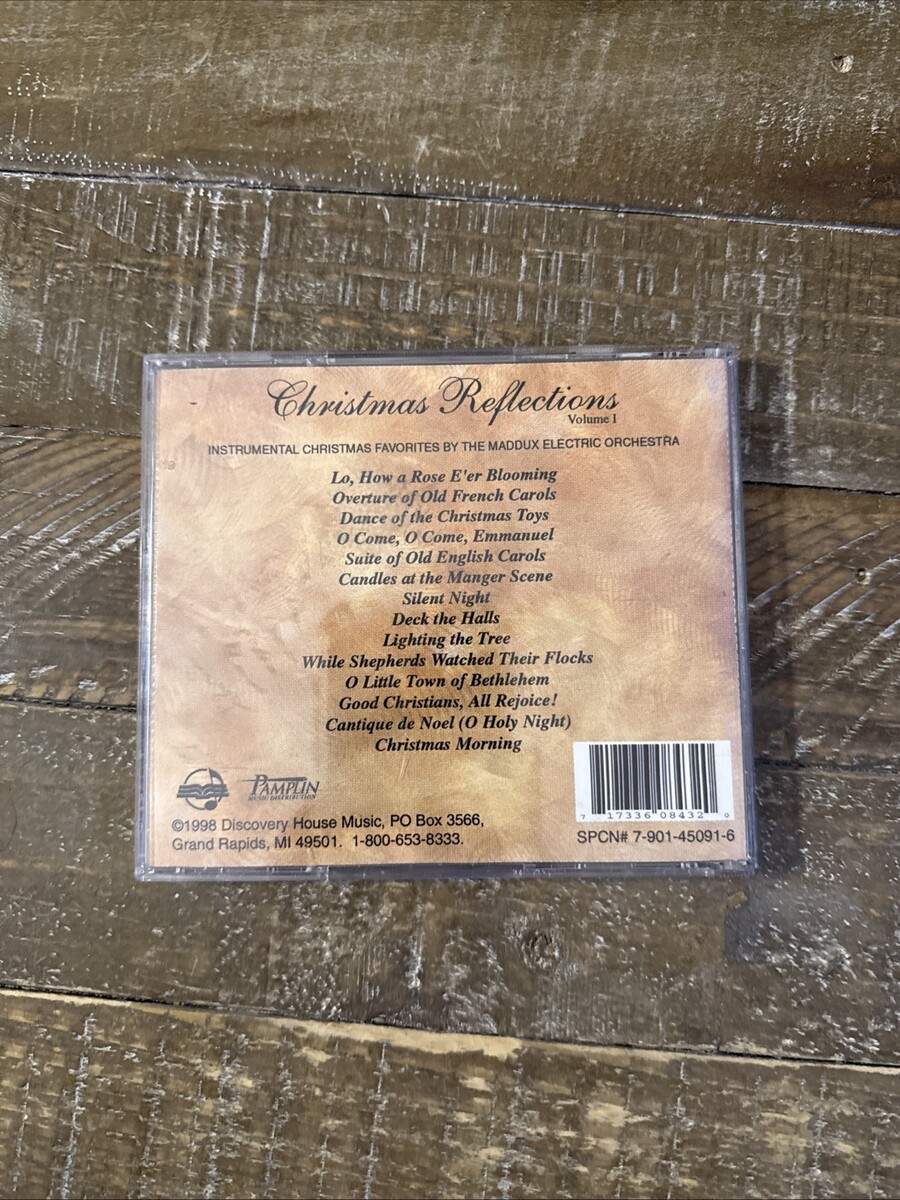 Christmas Reflections
Volume I
INSTRUMENTAL CHRISTMAS FAVORITES BY THE MADDUX ELECTRIC ORCHESTRA
Lo, How a Rose E'er Blooming
Overture of Old French Carols
Dance of the Christmas Toys
O Come, O Come, Emmanuel
Suite of Old English Carols
Candles at the Manger Scene
Silent Night
Deck the Halls
Lighting the Tree
While Shepherds Watched Their Flocks
O Little Town of Bethlehem
Good Christians, All Rejoice!
Cantique de Noel (O Holy Night)
Christmas Morning
PAMPLIN
MUSIC DISTRIBUTION
7 17336 08432 0
©1998 Discovery House Music, PO Box 3566,
Grand Rapids, MI 49501. 1-800-653-8333.
SPCN# 7-901-45091-6